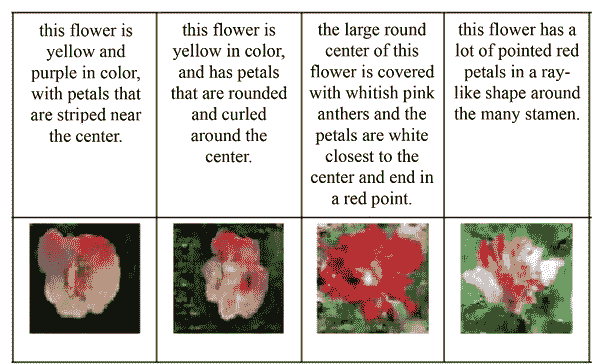 this flower is
yellow and
purple in color,
with petals that
are striped near
the center.
this flower is
yellow in color,
and has petals
that are rounded
and curled
around the
center.
the large round
center of this
flower is covered
with whitish pink
anthers and the
petals are white
closest to the
center and end in
a red point.
this flower has a
lot of pointed red
petals in a ray-
like shape around
the many stamen.